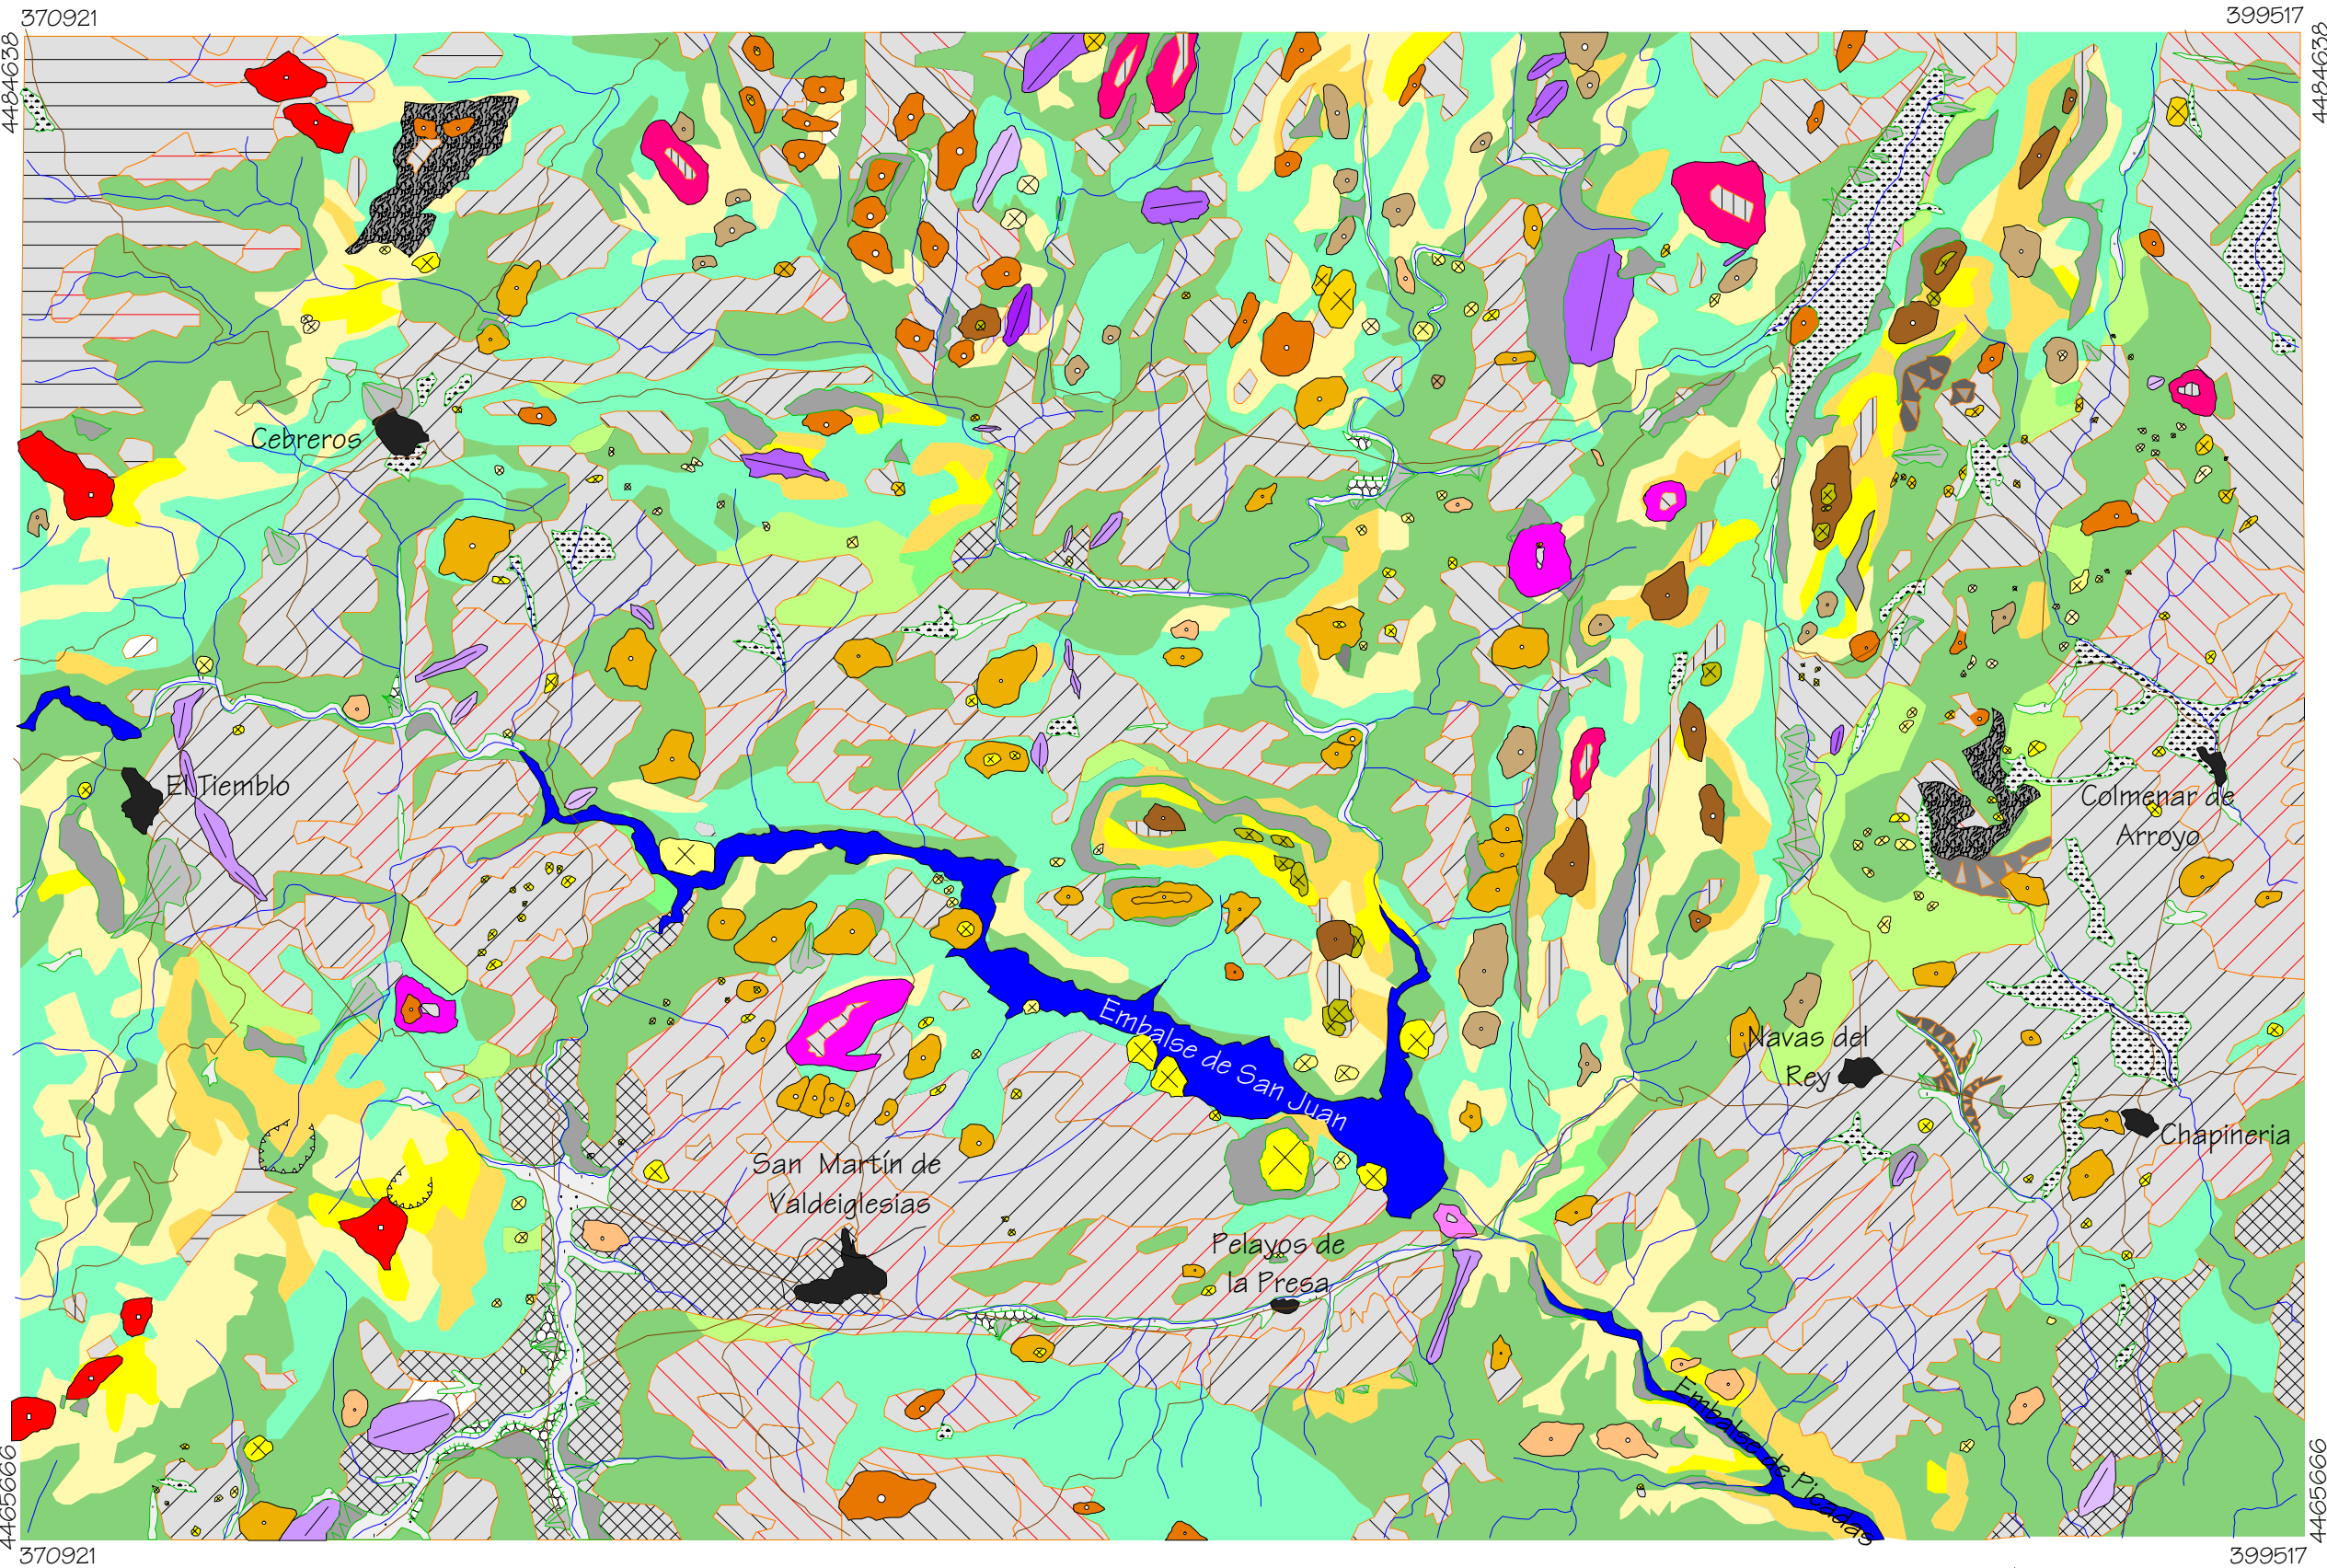 370921
399517
4484638
4484638
Cebreros
El Tiemblo
Colmenar de
Arroyo
Embalse de San Juan
Navas del
Rey
Chapineria
San Martín de
Valdeiglesias
Pelayos de
la Presa
Embalse de Picadas
4465666
4465666
370921
399517